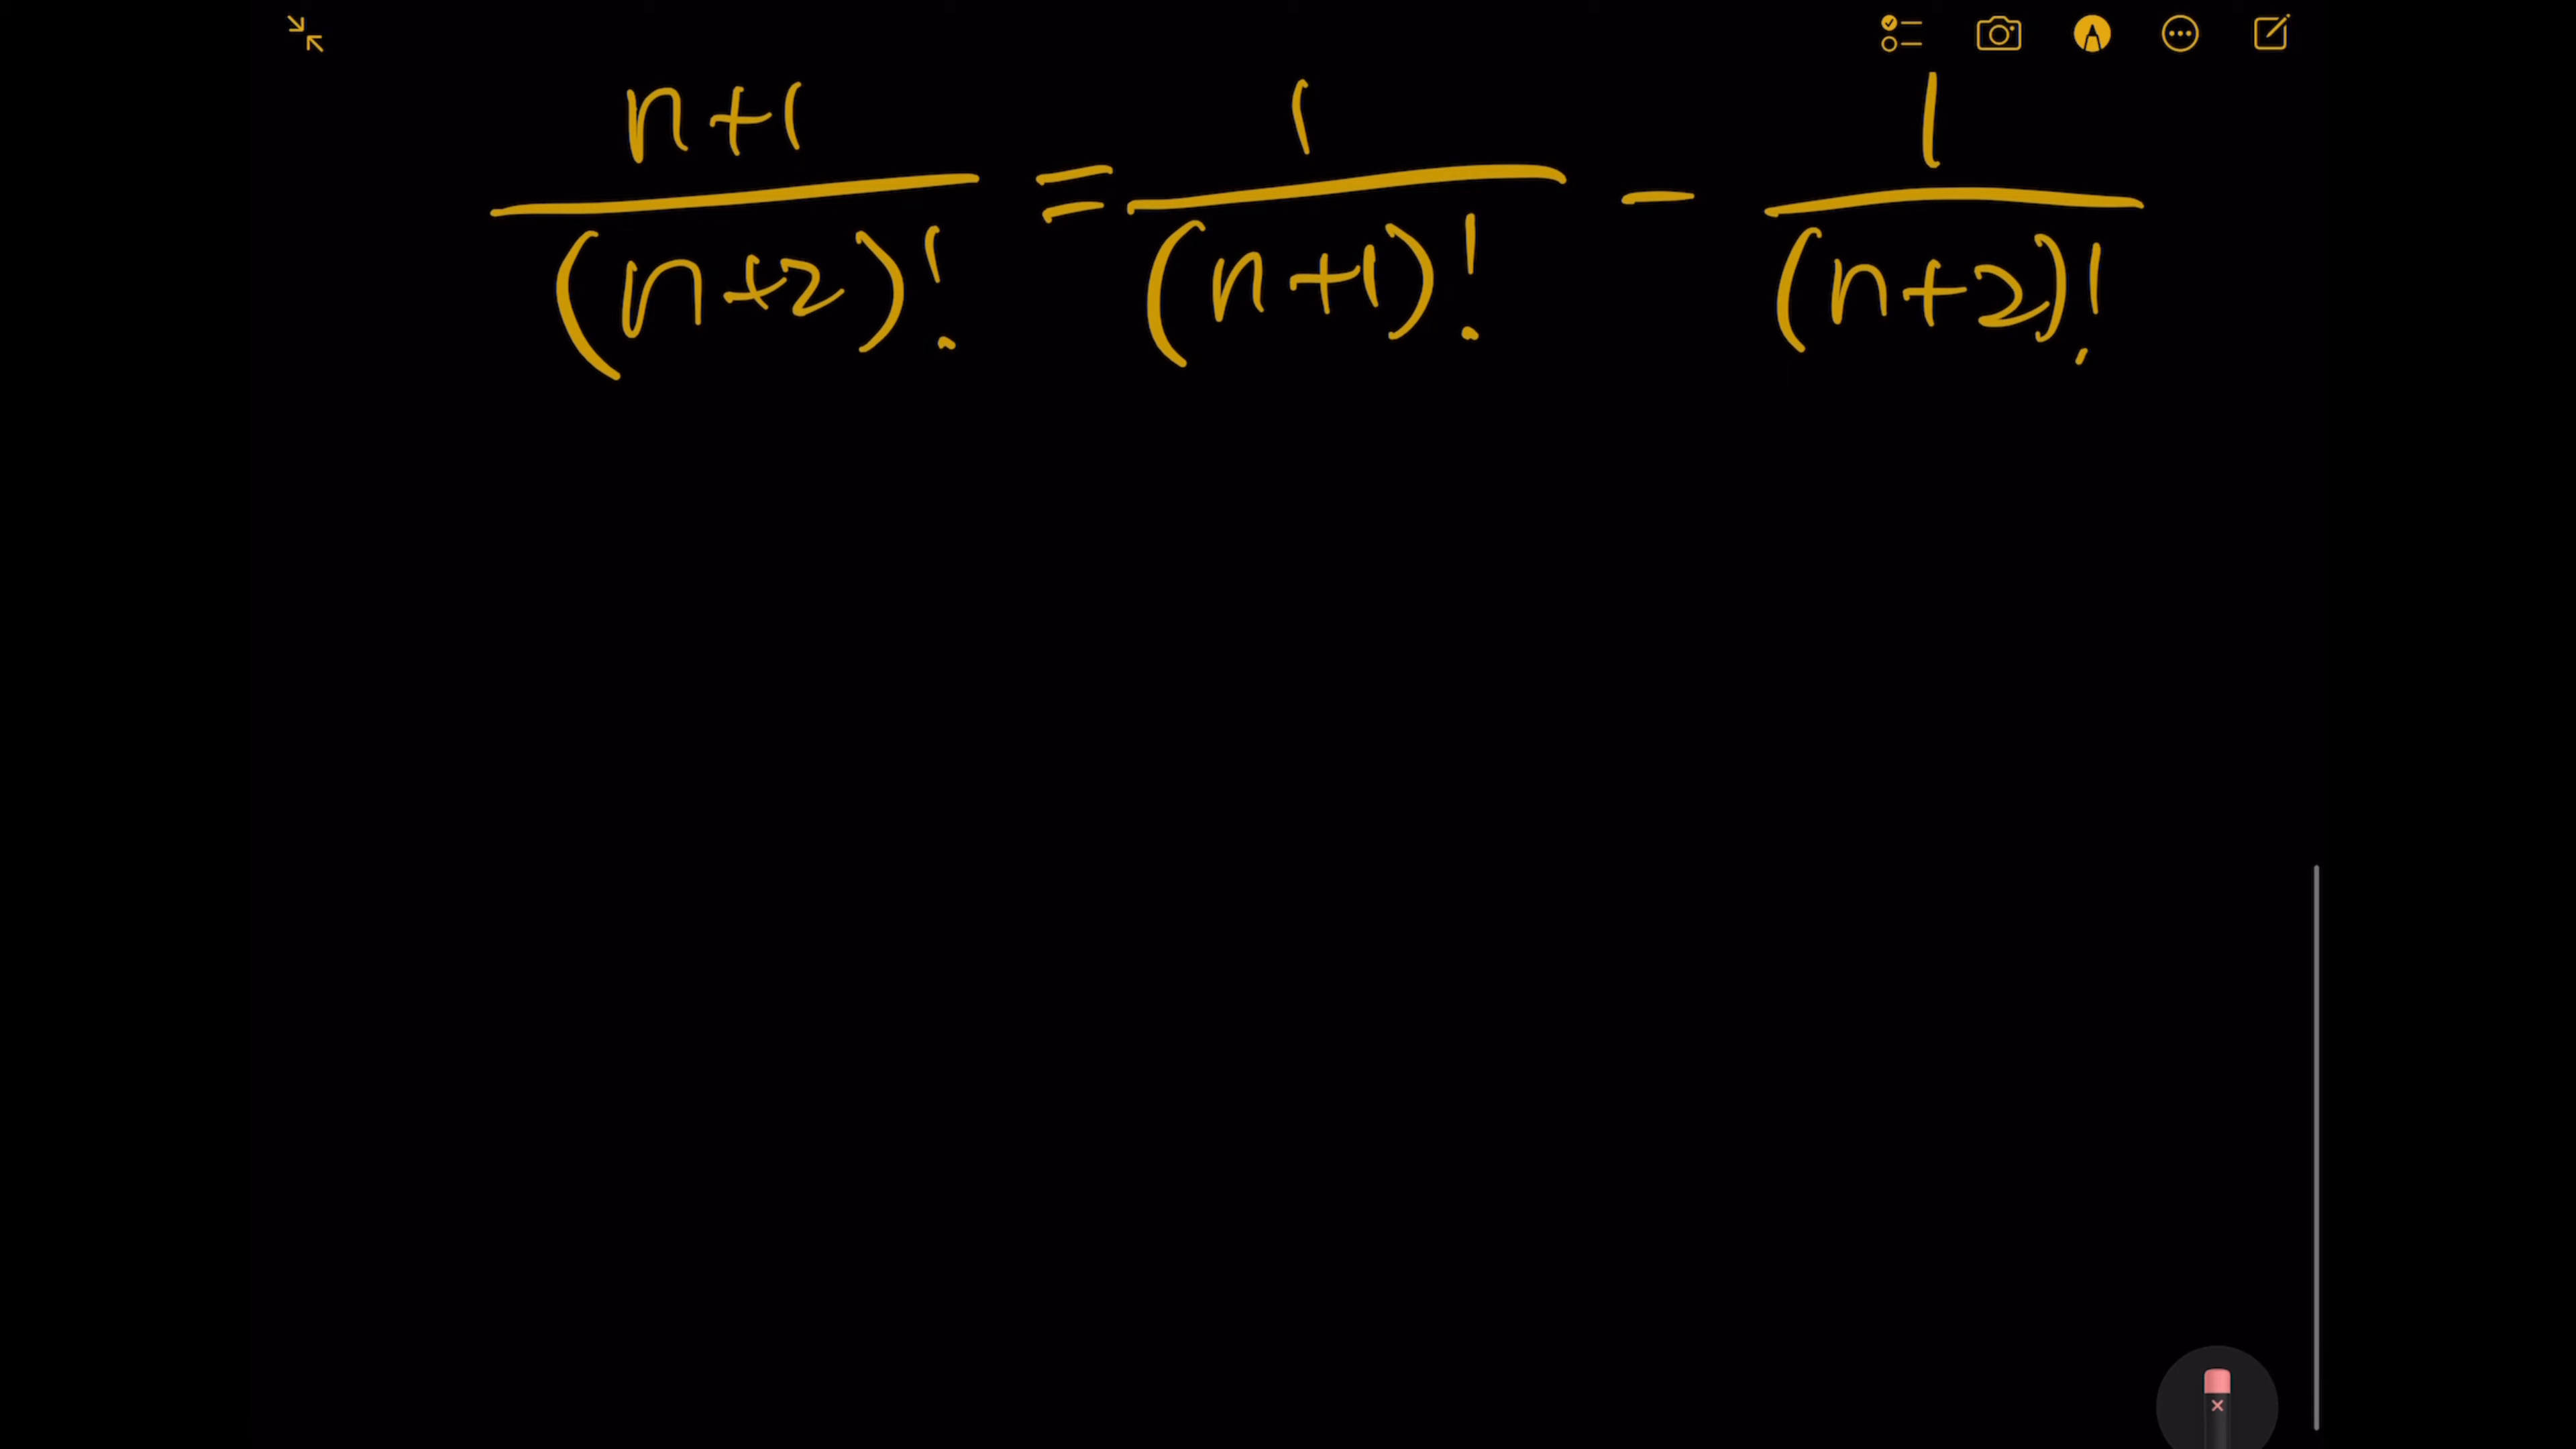 n+1 / (n+2)! = 1 / (n+1)! - 1 / (n+2)!